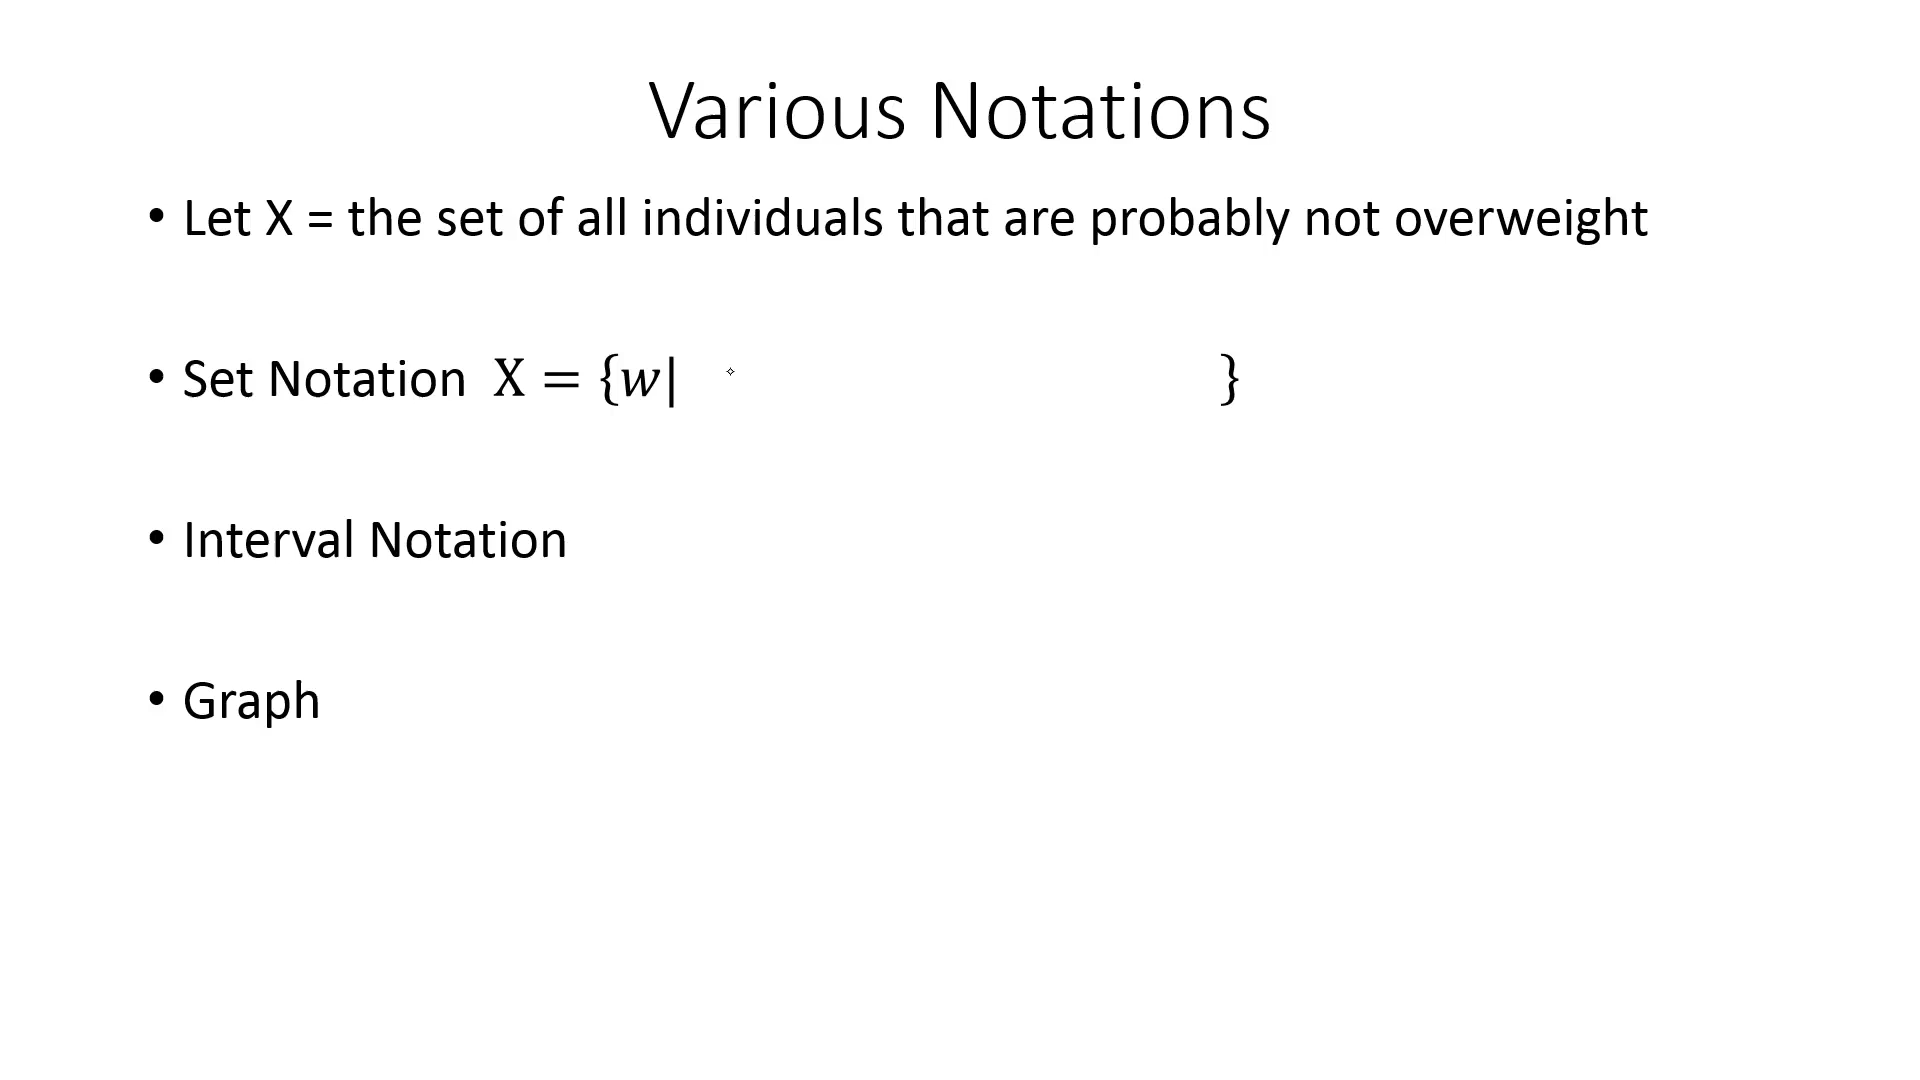 Various Notations
• Let X = the set of all individuals that are probably not overweight
• Set Notation X = {w| }
• Interval Notation
• Graph